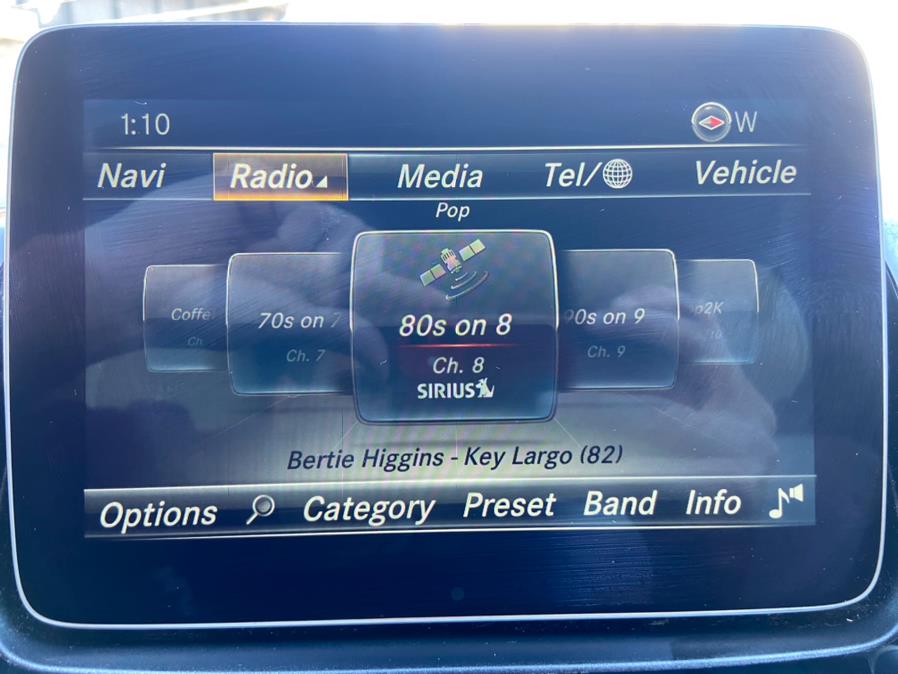 1:10 W
Navi Radio Media Tel/ Vehicle
Pop
70s on 7 80s on 8 90s on 9
Ch. 7 Ch. 8 Ch. 9
SIRIUS
Bertie Higgins - Key Largo (82)
Options Category Preset Band Info